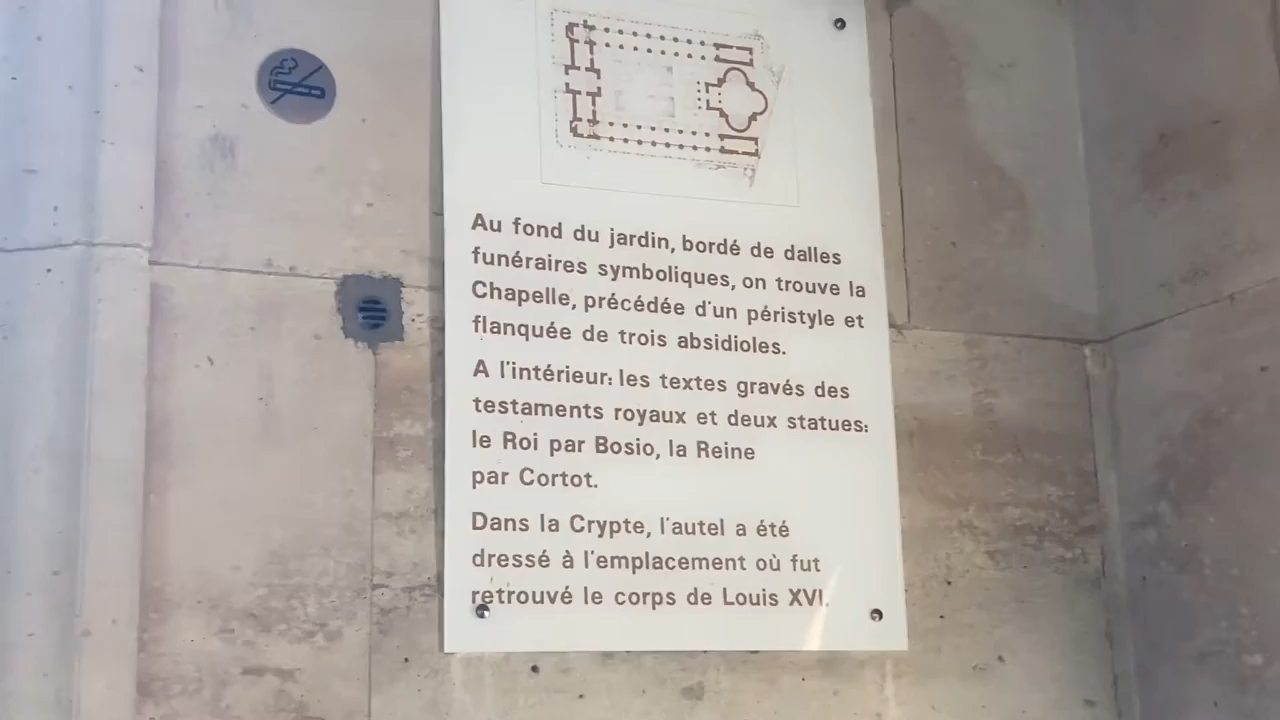 Au fond du jardin, bordé de dalles
funéraires symboliques, on trouve la
Chapelle, précédée d'un péristyle et
flanquée de trois absidioles.
A l'intérieur: les textes gravés des
testaments royaux et deux statues:
le Roi par Bosio, la Reine
par Cortot.
Dans la Crypte, l'autel a été
dressé à l'emplacement où fut
retrouvé le corps de Louis XVI.